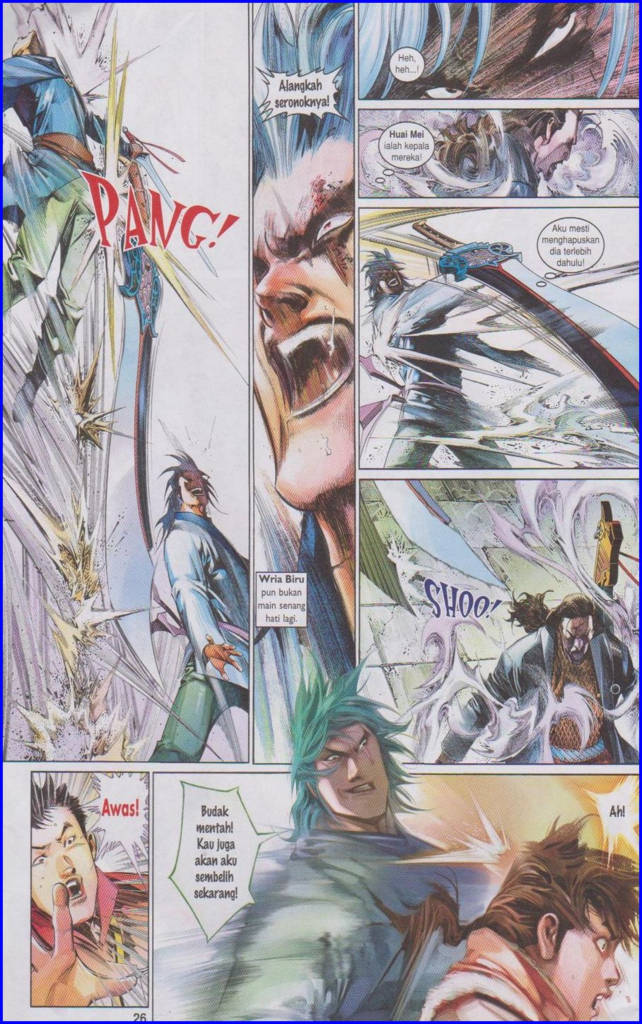 PANG!
Alangkah
seronoknya!
Wria Biru
pun bukan
main senang
hati lagi.
Heh,
heh...!
Huai Mei
ialah kepala
mereka!
Aku mesti
menghapuskan
dia terlebih
dahulu!
SHOO!
Awas!
Budak
mentah!
Kau juga
akan aku
sembelih
sekarang!
Ah!
26